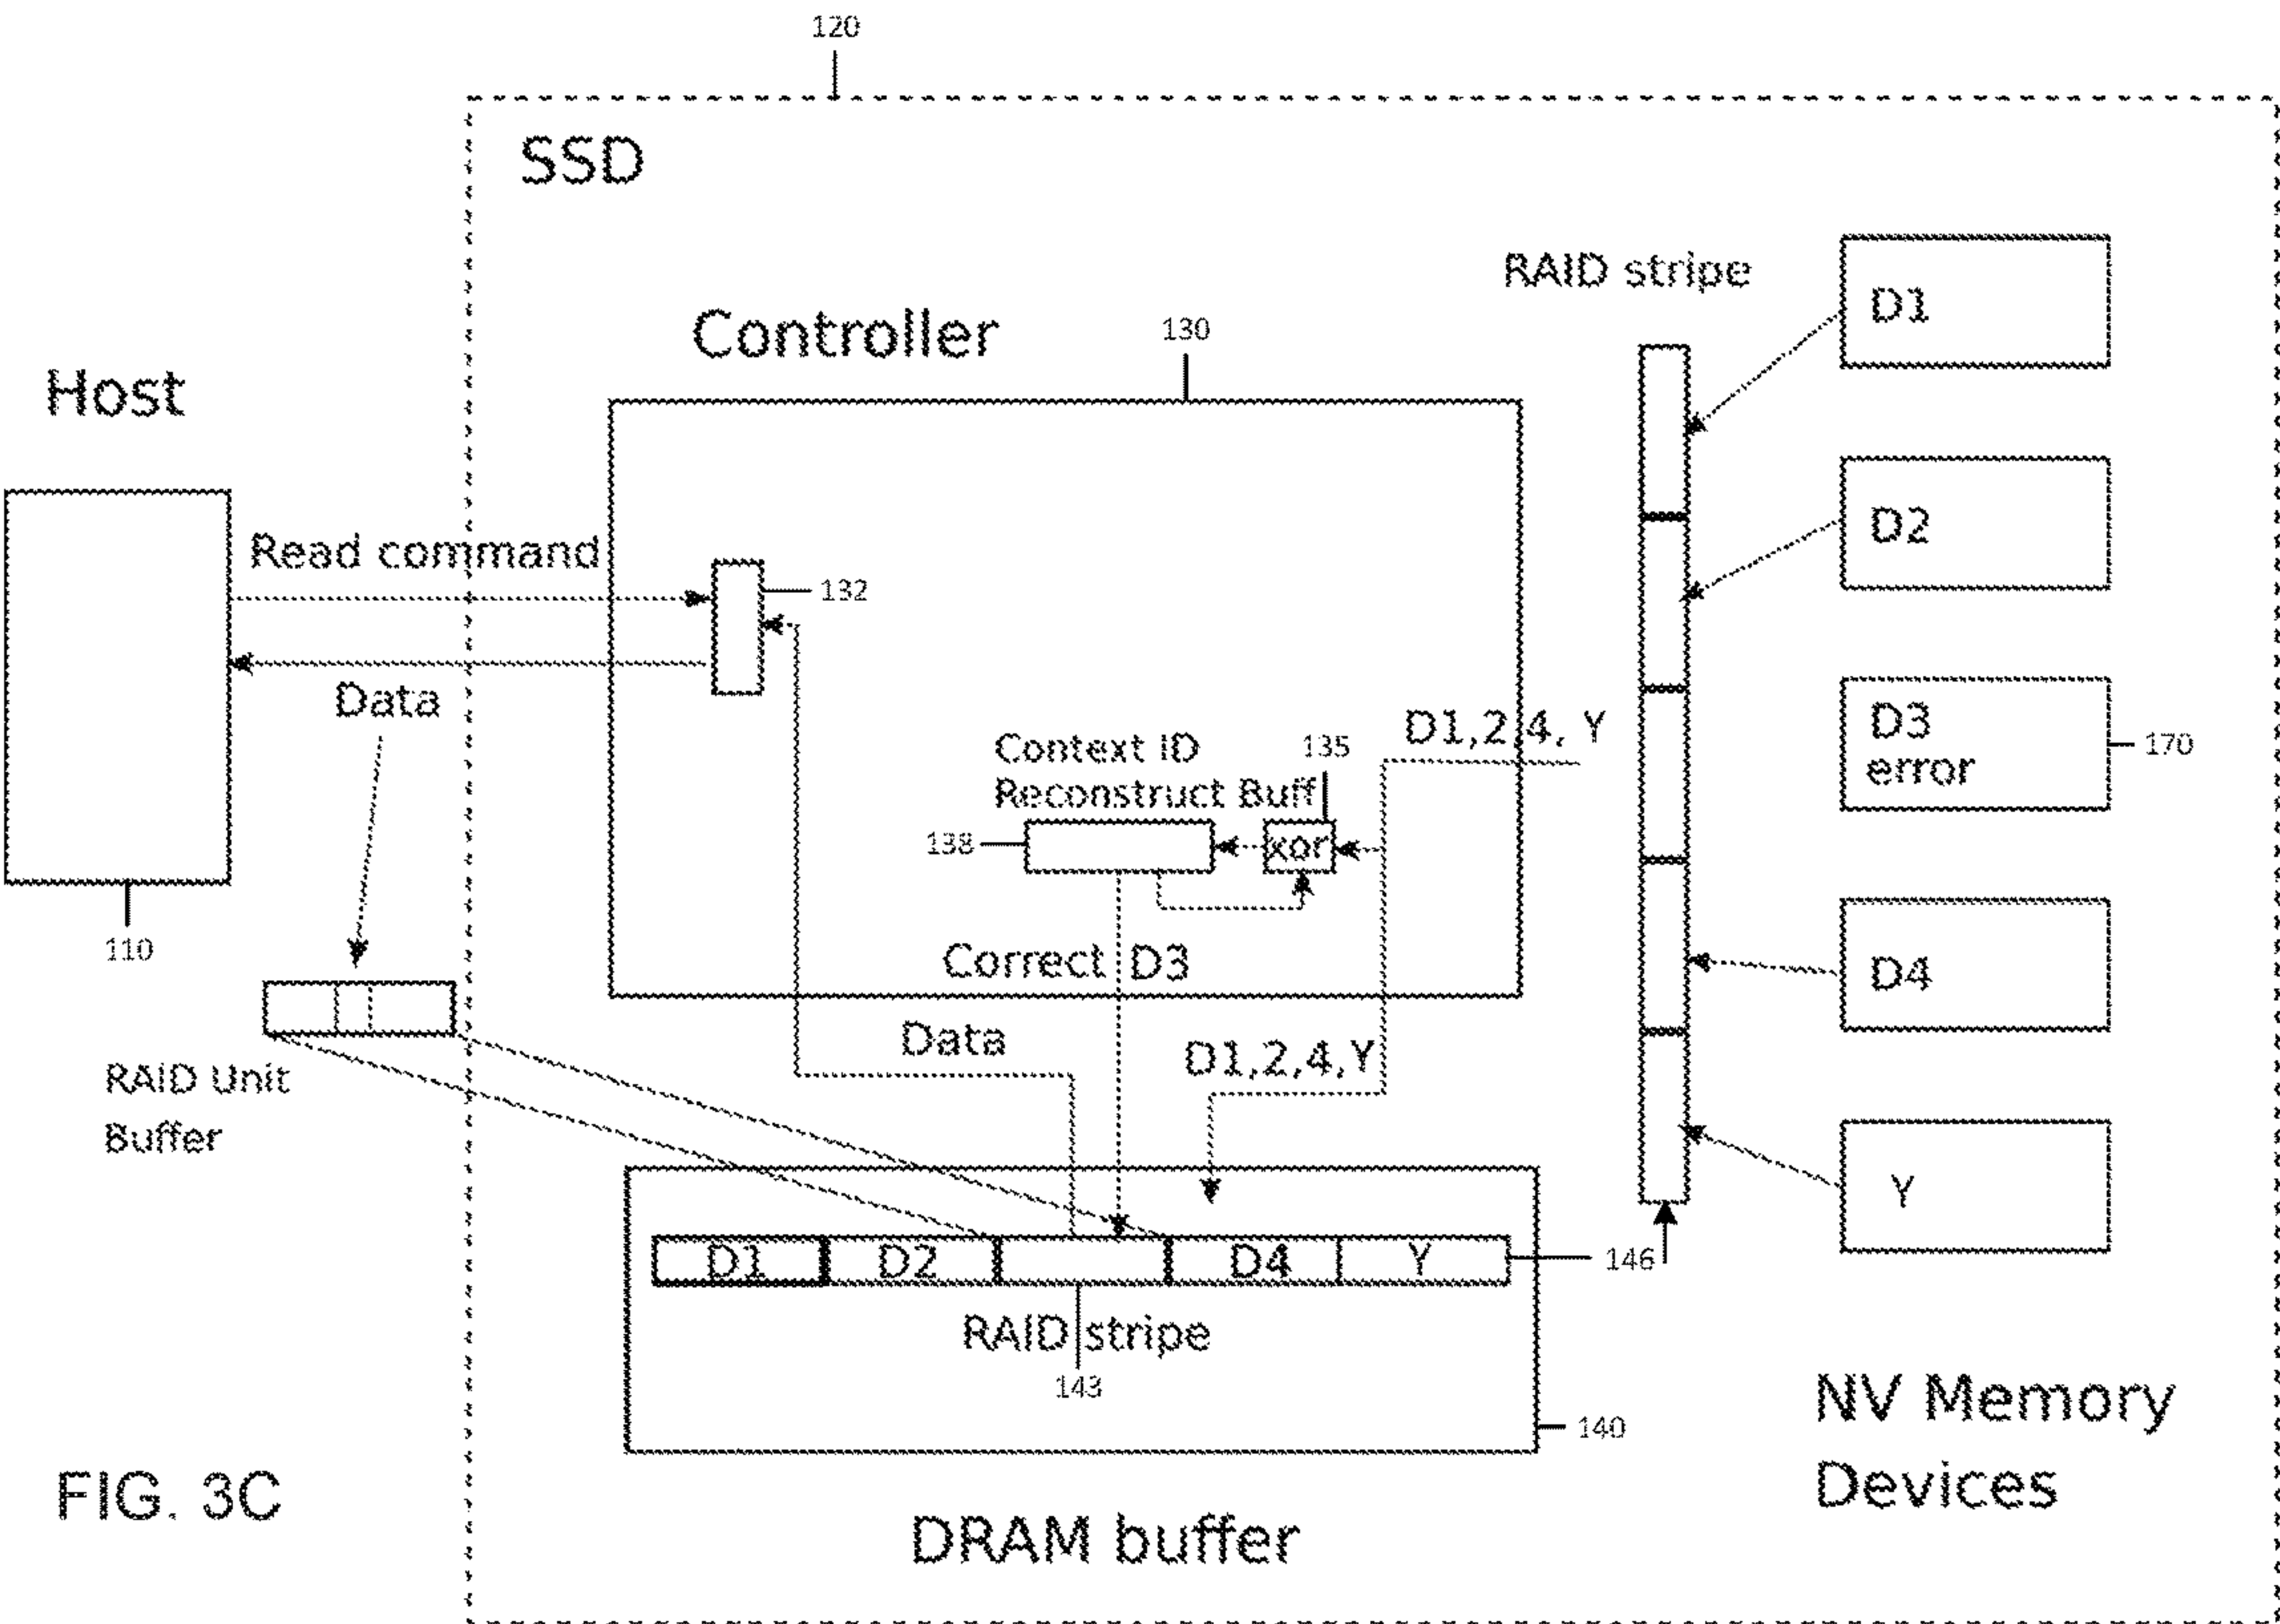 120
SSD
RAID stripe
D1
Controller
130
Host
D2
Read command
132
Data
D1,2,4, Y
D3
error
170
Context ID
Reconstruct Buff
135
138
xor
110
Correct D3
D4
Data
D1,2,4,Y
RAID Unit
Buffer
Y
D1
D2
D4
Y
146
RAID stripe
143
140
NV Memory
Devices
FIG. 3C
DRAM buffer